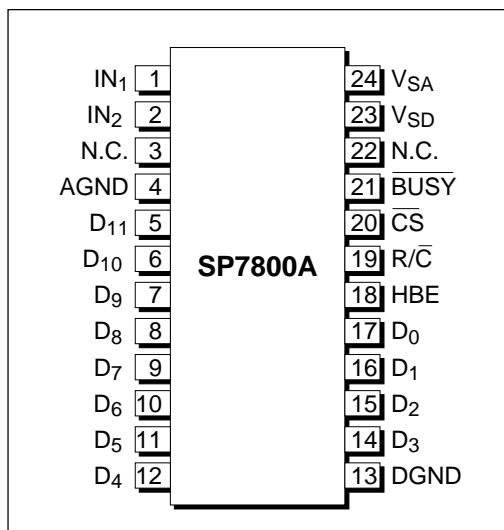 IN1 1 24 VSA
IN2 2 23 VSD
N.C. 3 22 N.C.
AGND 4 21 B̅U̅S̅Y̅
D11 5 20 C̅S̅
D10 6 SP7800A 19 R/C̅
D9 7 18 HBE
D8 8 17 D0
D7 9 16 D1
D6 10 15 D2
D5 11 14 D3
D4 12 13 DGND